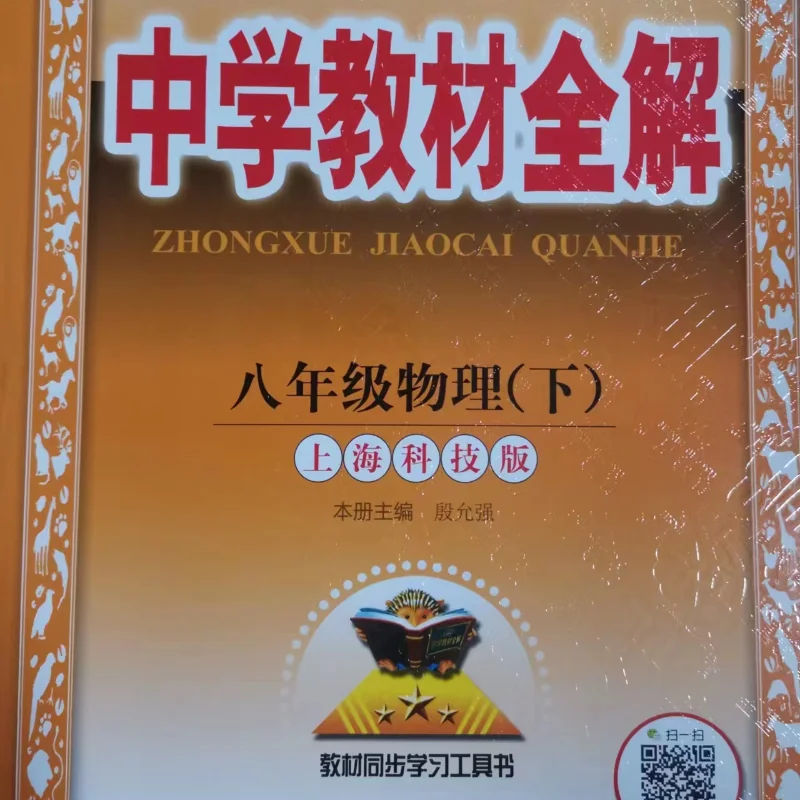 中学教材全解
ZHONGXUE JIAOCAI QUANJIE
八年级物理(下)
上海科技版
本册主编 殷允强
教材同步学习工具书
扫一扫